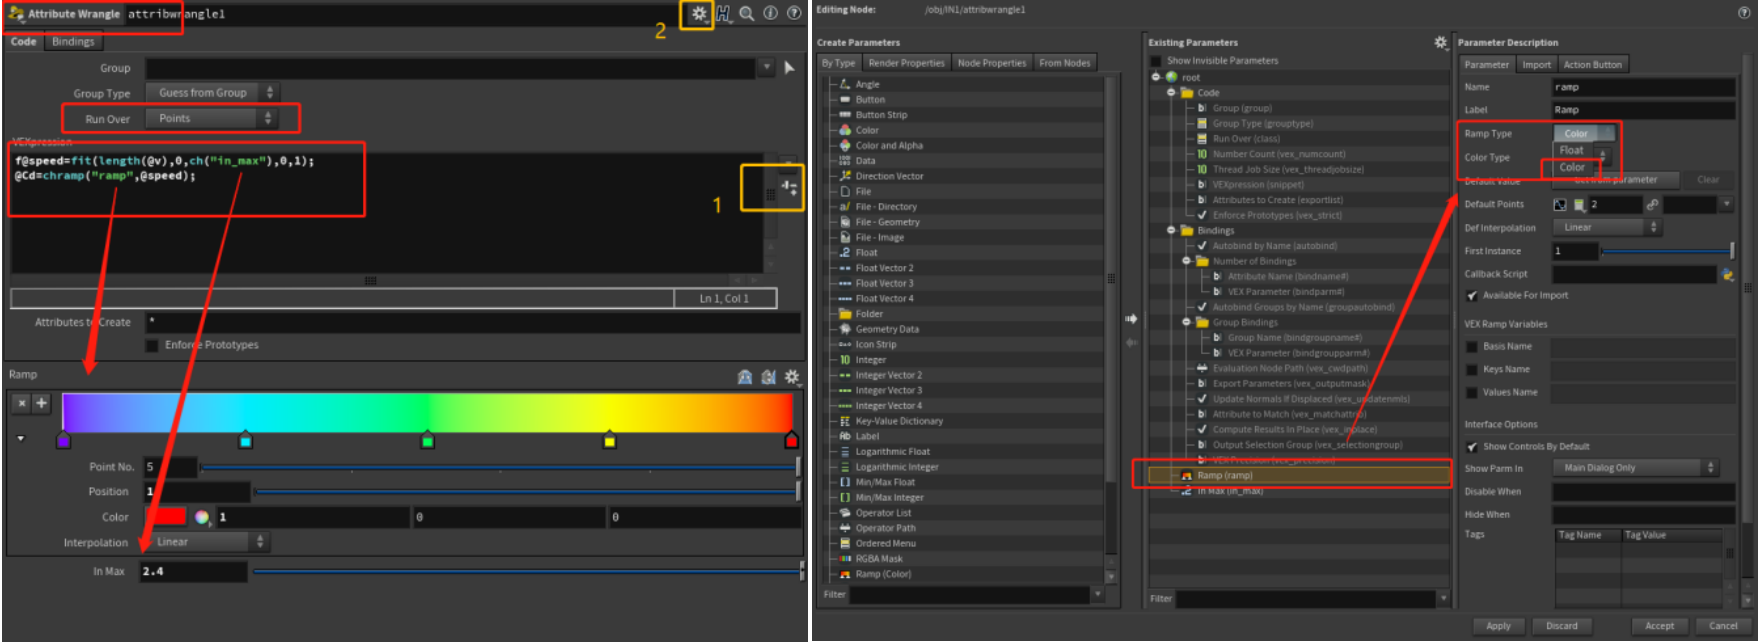 Attribute Wrangle attribwrangle1
2
Code Bindings
Group
Group Type Guess from Group
Run Over Points
VEXpression
f@speed=fit(length(@v),0,ch("in_max"),0,1);
@Cd=chramp("ramp",@speed);
1
Ln 1, Col 1
Attributes to Create *
Enforce Prototypes
Ramp
Point No. 5
Position 1
Color 1 0 0
Interpolation Linear
In Max 2.4
Editing Node: /obj/IN1/attribwrangle1
Create Parameters
By Type Render Properties Node Properties From Nodes
Angle
Button
Button Strip
Color
Color and Alpha
Data
Direction Vector
File
File - Directory
File - Geometry
File - Image
Float
Float Vector 2
Float Vector 3
Float Vector 4
Folder
Geometry Data
Icon Strip
Integer
Integer Vector 2
Integer Vector 3
Integer Vector 4
Key-Value Dictionary
Label
Logarithmic Float
Logarithmic Integer
Min/Max Float
Min/Max Integer
Operator List
Operator Path
Ordered Menu
RGBA Mask
Ramp (Color)
Filter
Existing Parameters
Show Invisible Parameters
root
Code
Group (group)
Group Type (grouptype)
Run Over (class)
Number Count (vex_numcount)
Thread Job Size (vex_threadjobsize)
VEXpression (snippet)
Attributes to Create (exportlist)
Enforce Prototypes (vex_strict)
Bindings
Autobind by Name (autobind)
Number of Bindings
Attribute Name (bindname#)
VEX Parameter (bindparm#)
Autobind Groups by Name (groupautobind)
Group Bindings
Group Name (bindgroupname#)
VEX Parameter (bindgroupparm#)
Evaluation Node Path (vex_cwdpath)
Export Parameters (vex_outputmask)
Update Normals If Displaced (vex_updatenmls)
Attribute to Match (vex_matchattrib)
Compute Results In Place (vex_inplace)
Output Selection Group (vex_selectiongroup)
VEX Precision (vex_precision)
Ramp (ramp)
In Max (in_max)
Filter
Parameter Description
Parameter Import Action Button
Name ramp
Label Ramp
Ramp Type Color
Float
Color Type
Color
Default Value Get from parameter Clear
Default Points 2
Def Interpolation Linear
First Instance 1
Callback Script
Available For Import
VEX Ramp Variables
Basis Name
Keys Name
Values Name
Interface Options
Show Controls By Default
Show Parm In Main Dialog Only
Disable When
Hide When
Tags Tag Name Tag Value
Apply Discard Accept Cancel